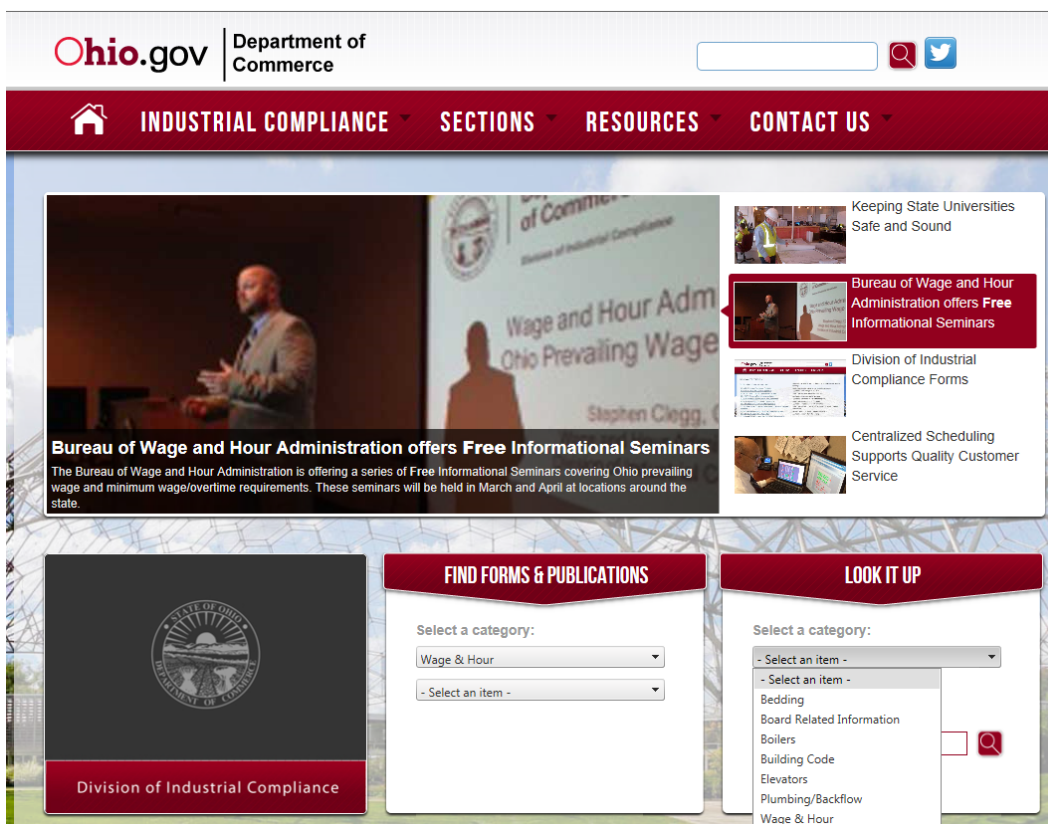 Ohio.gov
Department of
Commerce
INDUSTRIAL COMPLIANCE
SECTIONS
RESOURCES
CONTACT US
of Commer
Division of Industrial Compliance
Wage and Hour Adm
Ohio Prevailing Wage
Stephen Clegg,
Bureau of Wage and Hour Administration offers Free Informational Seminars
The Bureau of Wage and Hour Administration is offering a series of Free Informational Seminars covering Ohio prevailing
wage and minimum wage/overtime requirements. These seminars will be held in March and April at locations around the
state.
Keeping State Universities
Safe and Sound
Bureau of Wage and Hour
Administration offers Free
Informational Seminars
Division of Industrial
Compliance Forms
Centralized Scheduling
Supports Quality Customer
Service
STATE OF OHIO
DEPARTMENT OF COMMERCE
Division of Industrial Compliance
FIND FORMS & PUBLICATIONS
Select a category:
Wage & Hour
- Select an item -
LOOK IT UP
Select a category:
- Select an item -
- Select an item -
Bedding
Board Related Information
Boilers
Building Code
Elevators
Plumbing/Backflow
Wage & Hour